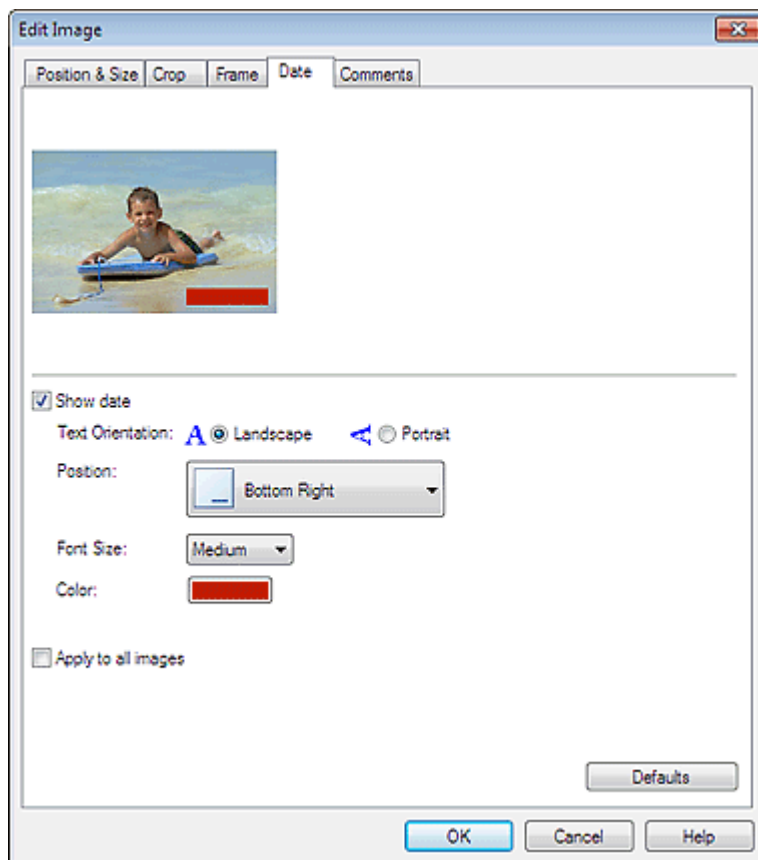 Edit Image
Position & Size Crop Frame Date Comments
Show date
Text Orientation: A Landscape A Portrait
Position: Bottom Right
Font Size: Medium
Color:
Apply to all images
Defaults
OK Cancel Help